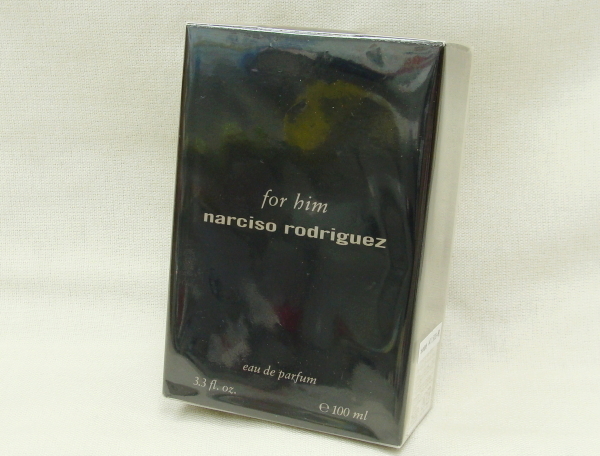 for him
narciso rodriguez
eau de parfum
3.3 fl. oz.
℮ 100 ml